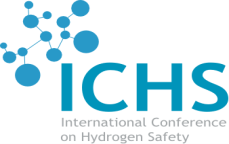 ICHS
International Conference
on Hydrogen Safety